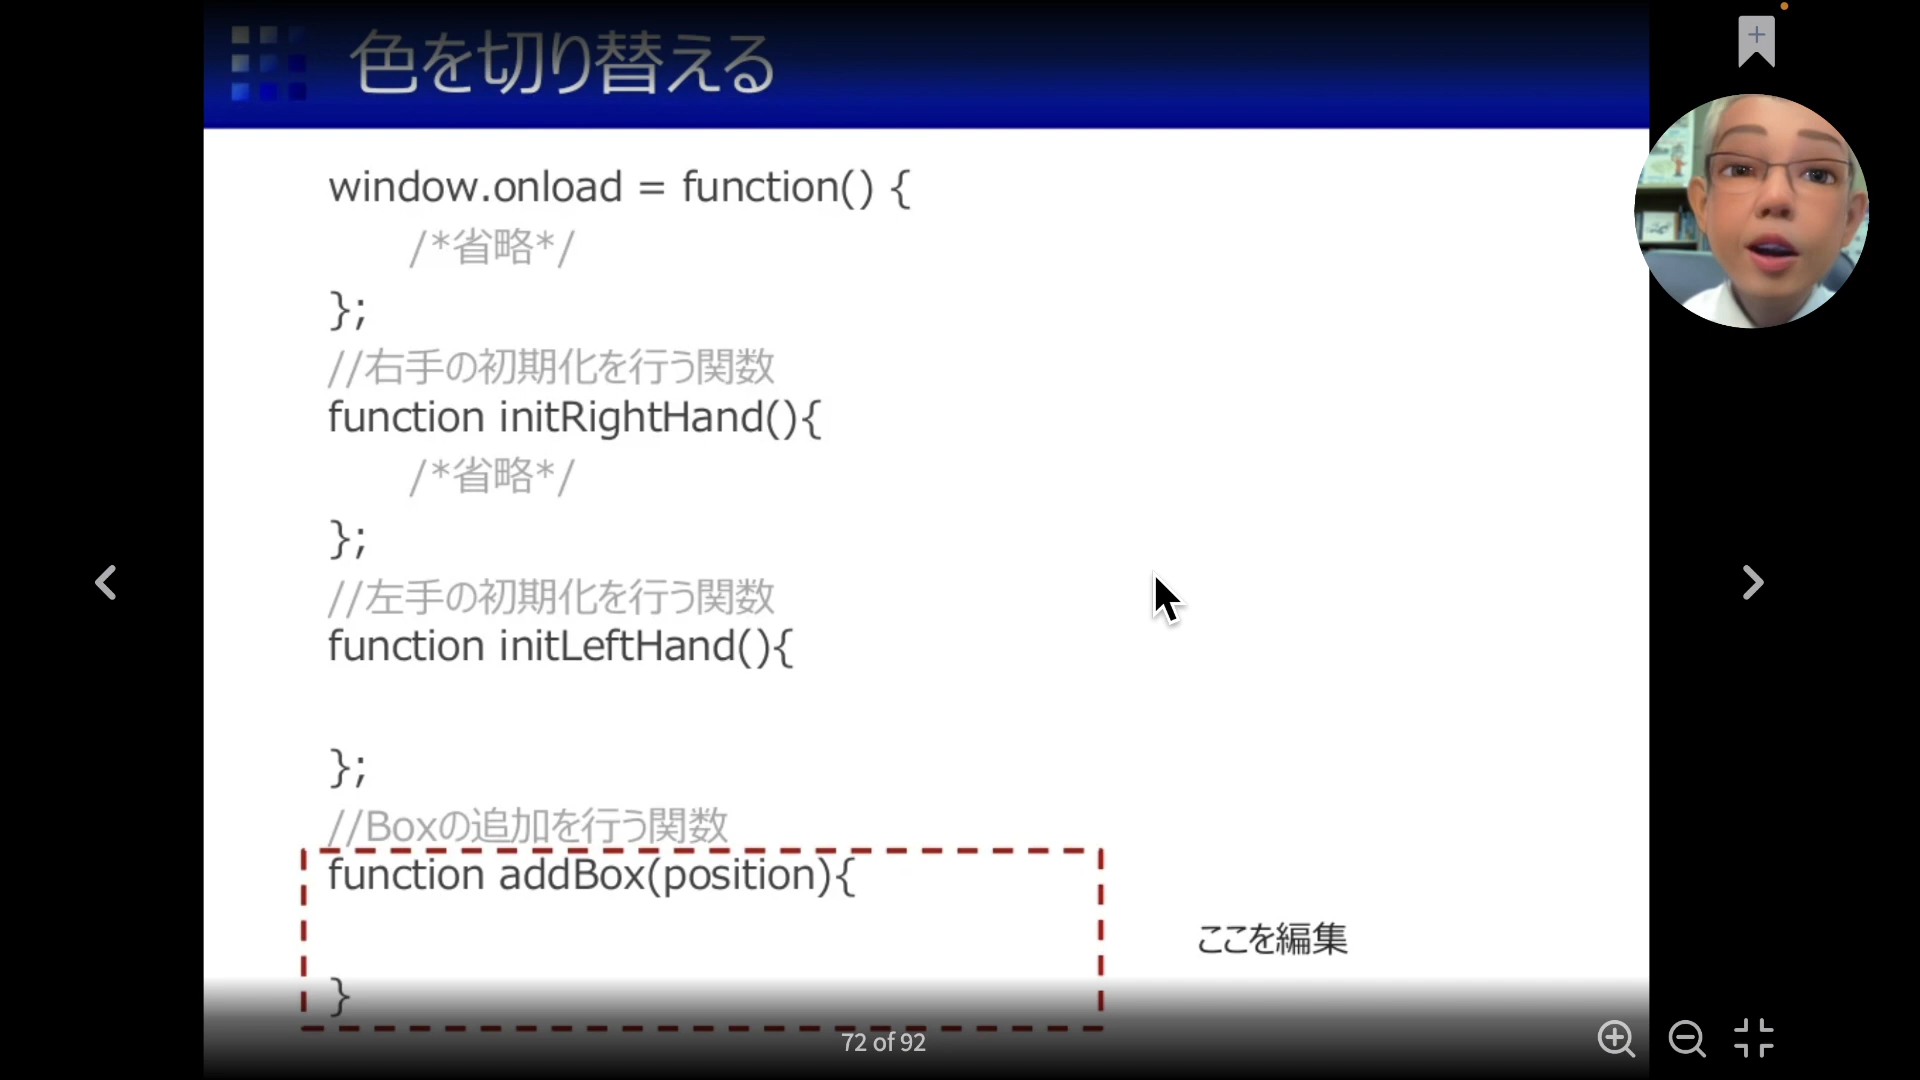 色を切り替える
window.onload = function() {
/*省略*/
};
//右手の初期化を行う関数
function initRightHand(){
/*省略*/
};
//左手の初期化を行う関数
function initLeftHand(){
};
//Boxの追加を行う関数
function addBox(position){
ここを編集
}
72 of 92